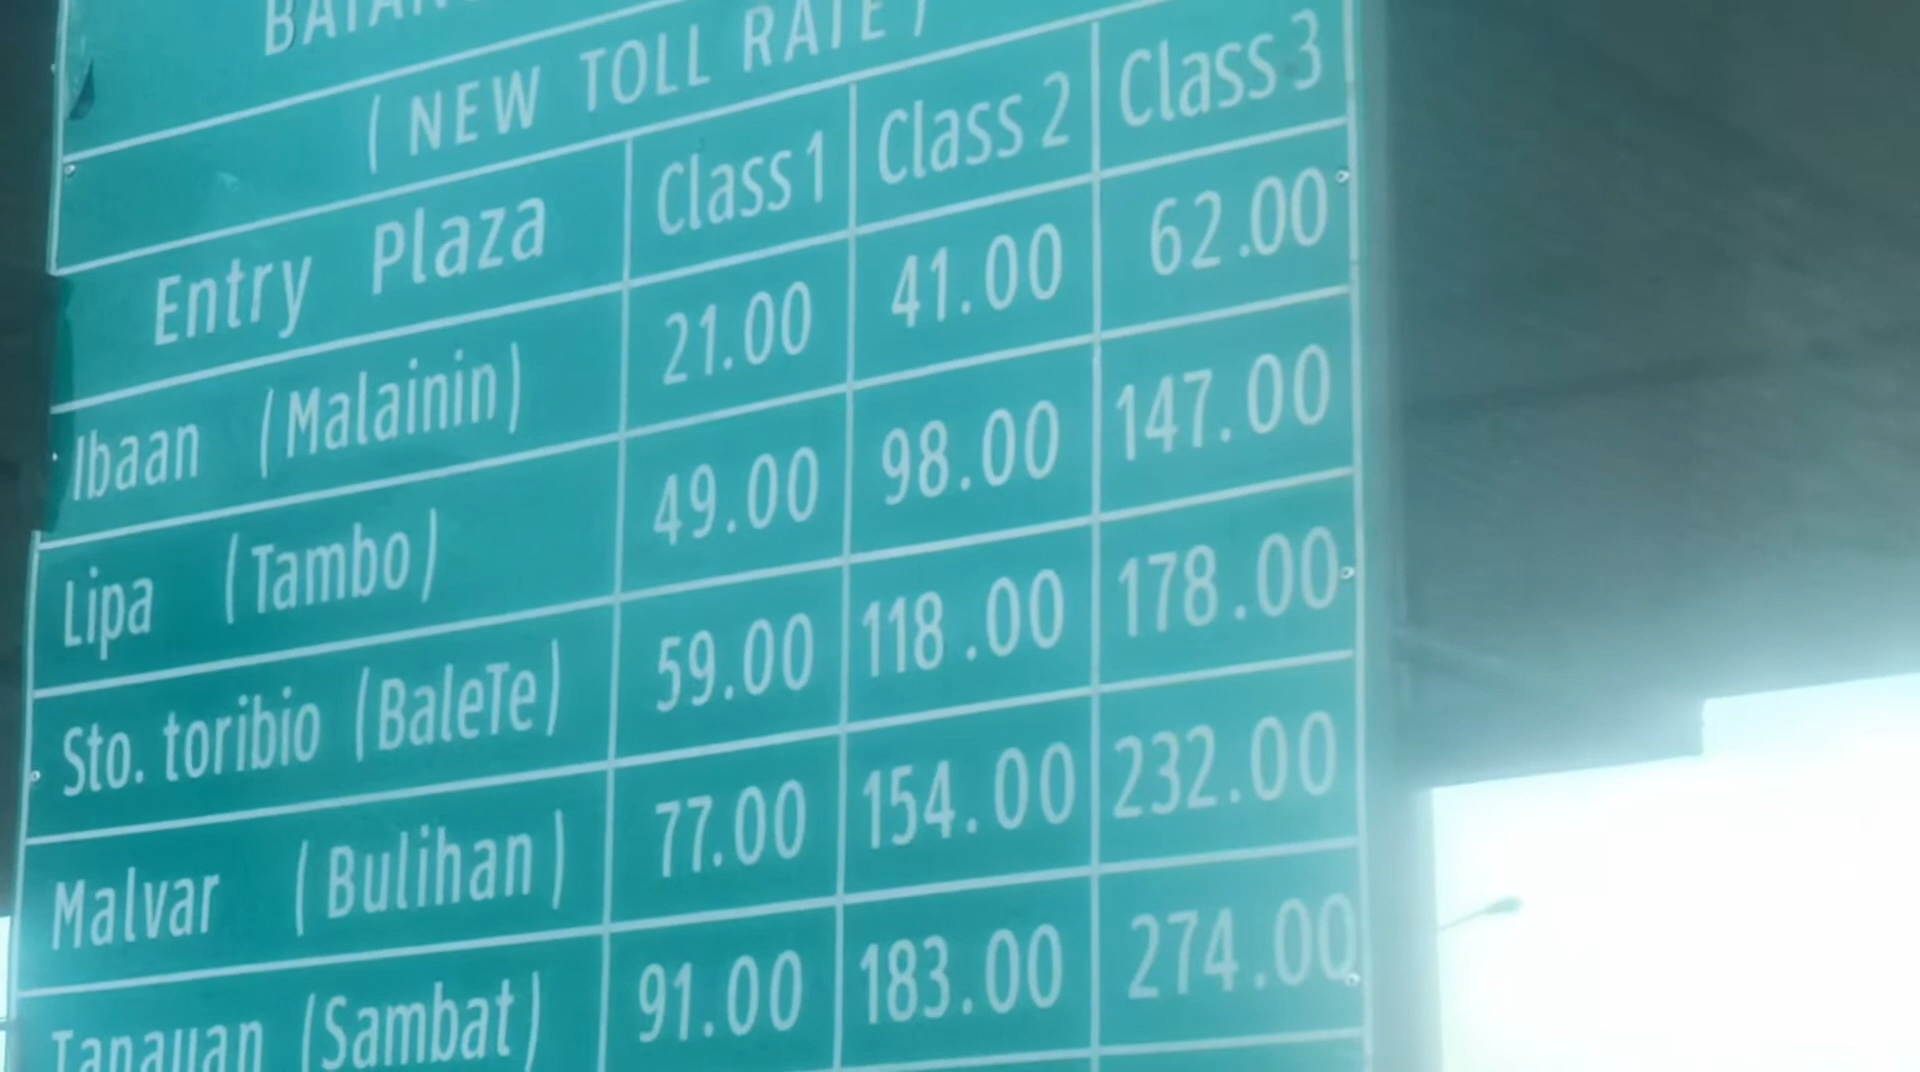 ( NEW TOLL RATE )
Entry Plaza Class 1 Class 2 Class 3
Ibaan (Malainin) 21.00 41.00 62.00
Lipa (Tambo) 49.00 98.00 147.00
Sto. toribio (BaleTe) 59.00 118.00 178.00
Malvar (Bulihan) 77.00 154.00 232.00
Tanauan (Sambat) 91.00 183.00 274.00